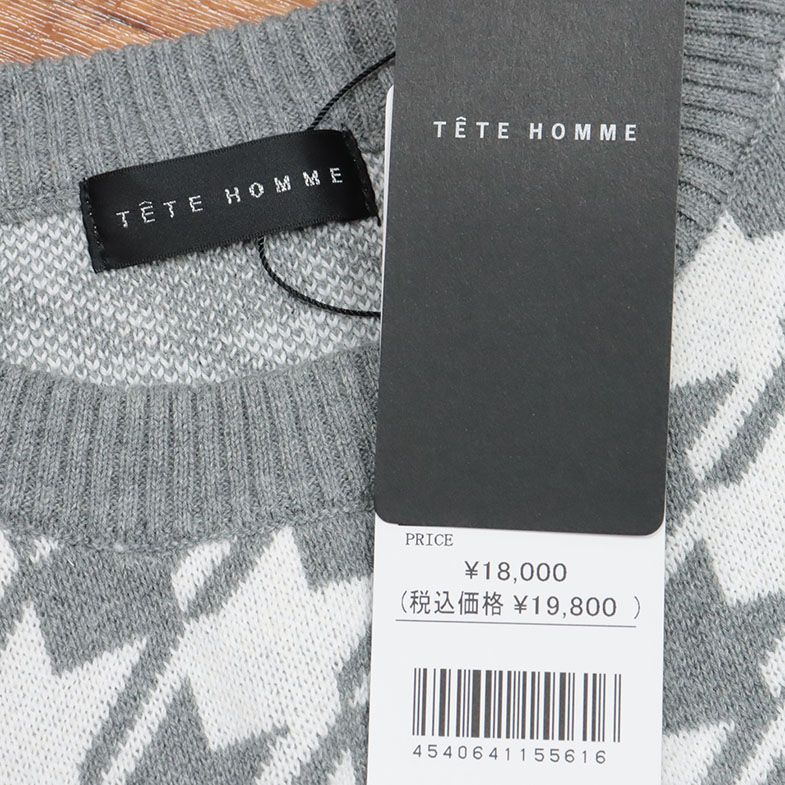 TÊTE HOMME
TÊTE HOMME
PRICE
¥18,000
(税込価格 ¥19,800 )
4540641155616